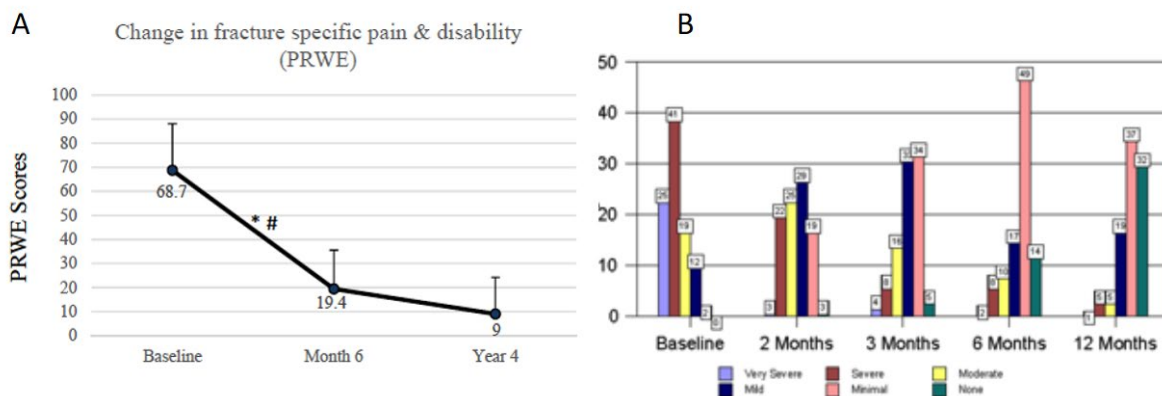 A
Change in fracture specific pain & disability
(PRWE)
PRWE Scores
100
90
80
70
60
50
40
30
20
10
0
68.7
* #
19.4
9
Baseline Month 6 Year 4
B
50
40
30
20
10
0
25 41 19 12 2 0
3 22 25 29 19 3
4 8 16 34 5
2 8 10 17 49 14
1 5 5 19 37 32
Baseline 2 Months 3 Months 6 Months 12 Months
Very Severe Severe Moderate
Mild Minimal None